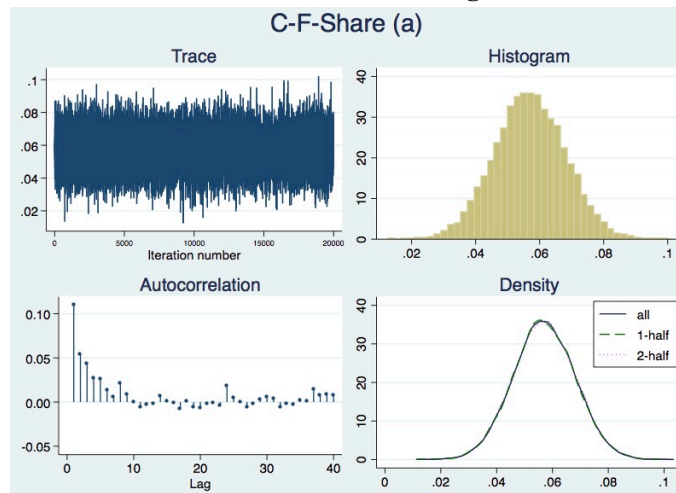 C-F-Share (a)
Trace
.1
.08
.06
.04
.02
0 5000 10000 15000 20000
Iteration number
Histogram
40
30
20
10
0
.02 .04 .06 .08 .1
Autocorrelation
0.10
0.05
0.00
-0.05
0 10 20 30 40
Lag
Density
all
1-half
2-half
40
30
20
10
0
0 .02 .04 .06 .08 .1